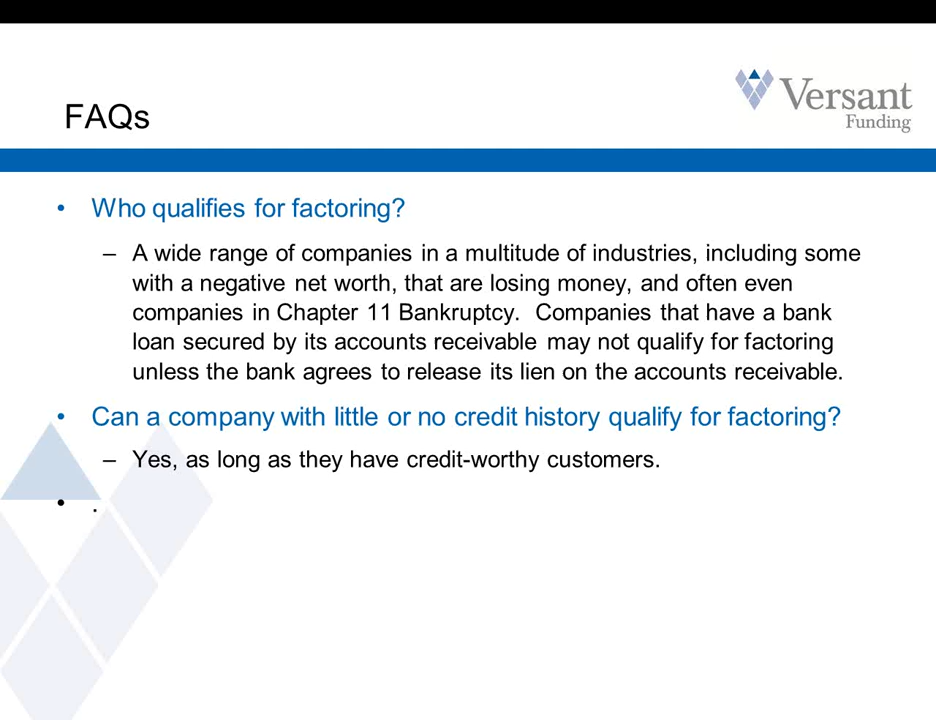 Versant
Funding
FAQs
• Who qualifies for factoring?
– A wide range of companies in a multitude of industries, including some
with a negative net worth, that are losing money, and often even
companies in Chapter 11 Bankruptcy.  Companies that have a bank
loan secured by its accounts receivable may not qualify for factoring
unless the bank agrees to release its lien on the accounts receivable.
• Can a company with little or no credit history qualify for factoring?
– Yes, as long as they have credit-worthy customers.
• .